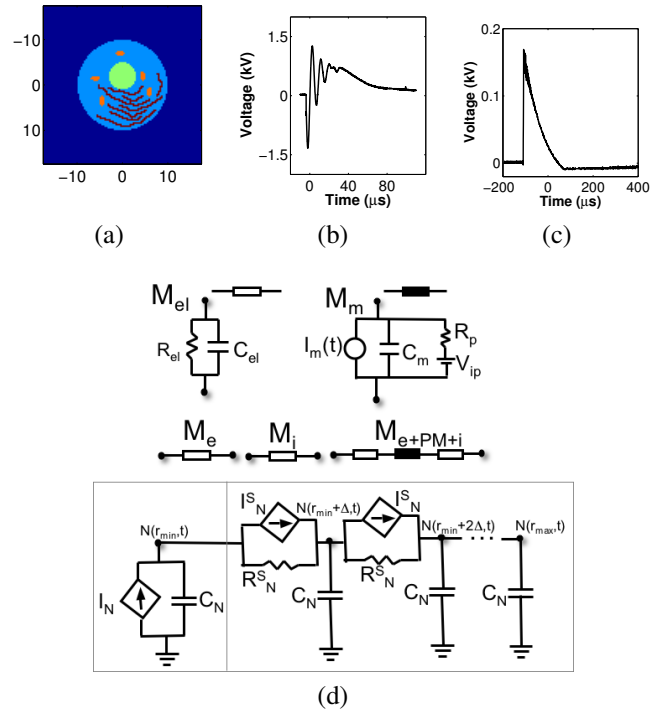 −10
0
10
−10 0 10
(a)
Voltage (kV)
1.5
0
−1.5
0 40 80
Time (μs)
(b)
Voltage (kV)
0.2
0.1
0
−200 0 200 400
Time (μs)
(c)
M_el
R_el
C_el
M_m
I_m(t)
C_m
R_p
V_ip
M_e
M_i
M_e+PM+i
N(r_min,t)
I_N
C_N
I^S_N
R^S_N
N(r_min+Δ,t)
C_N
I^S_N
R^S_N
N(r_min+2Δ,t)
C_N
N(r_max,t)
C_N
(d)